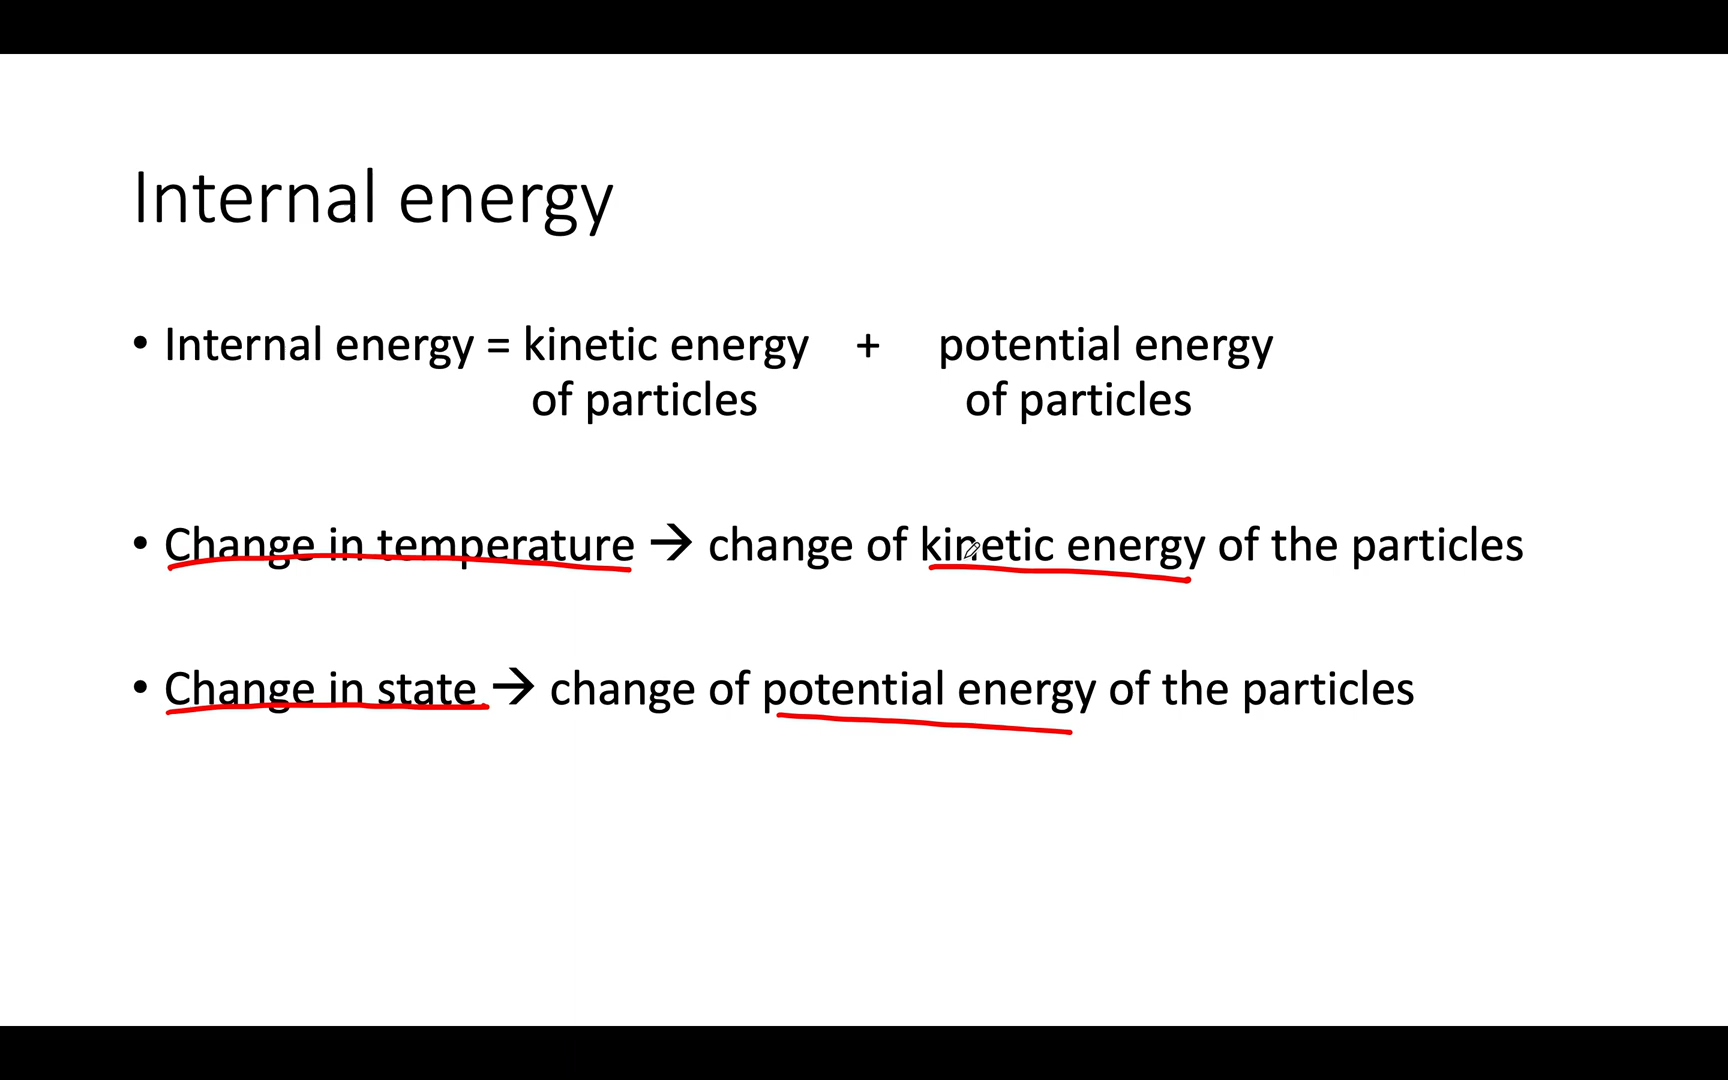 Internal energy
• Internal energy = kinetic energy + potential energy
of particles of particles
• Change in temperature → change of kinetic energy of the particles
• Change in state → change of potential energy of the particles